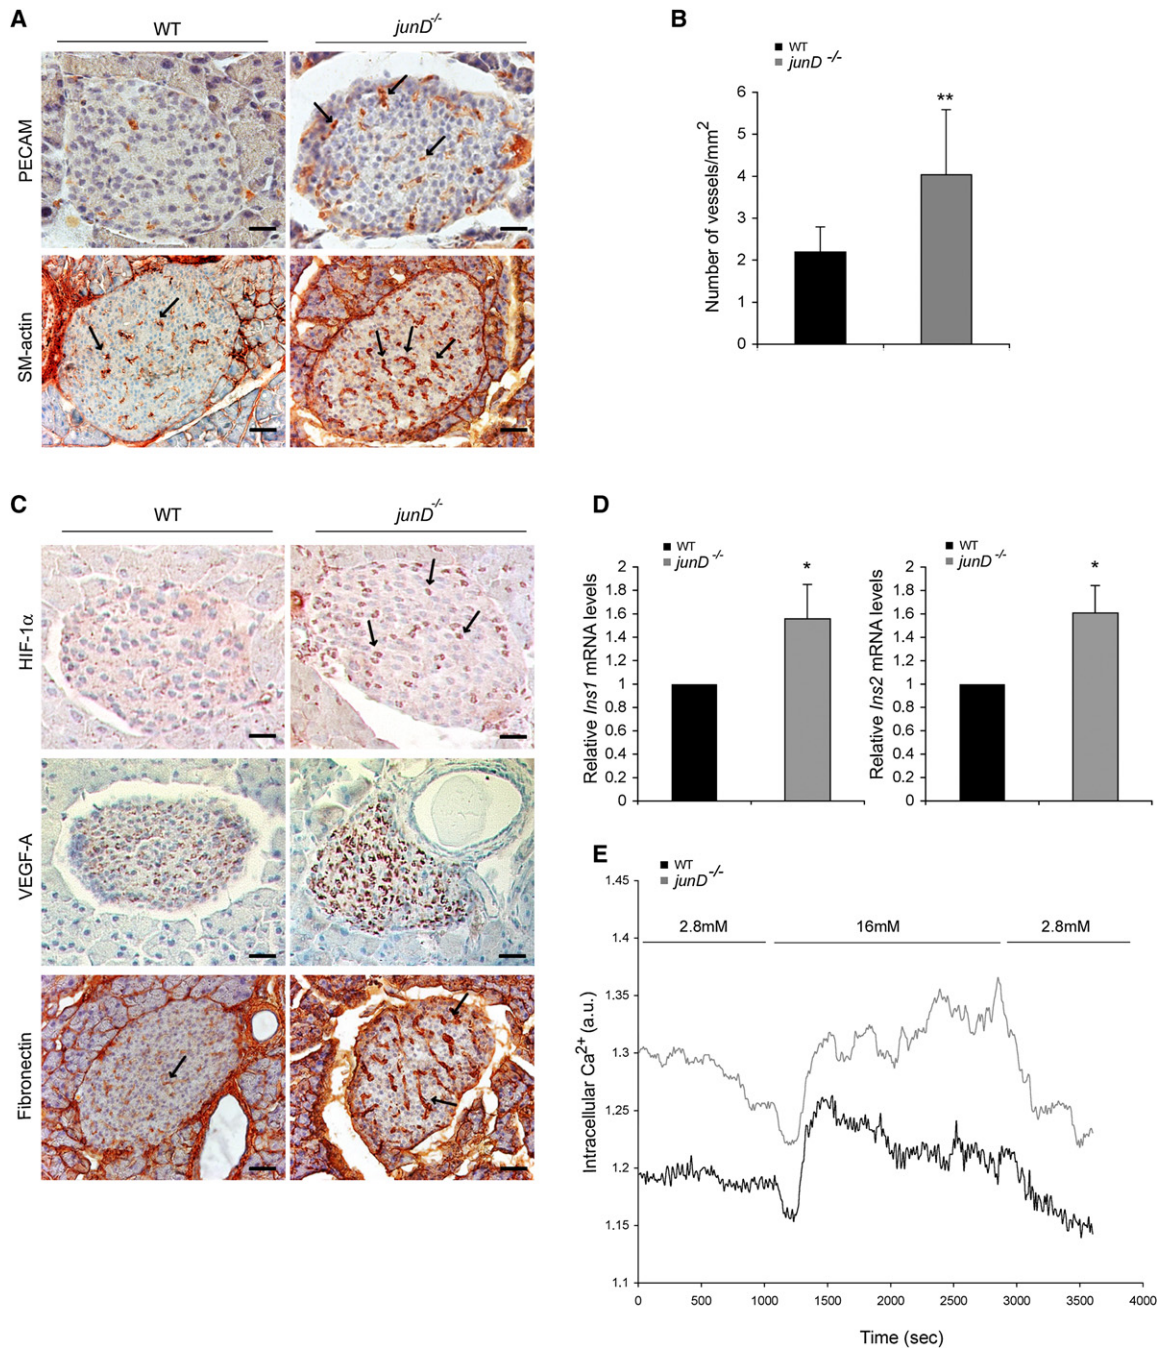 A
WT
junD-/-
PECAM
SM-actin
B
WT
junD -/-
Number of vessels/mm2
6
5
4
3
2
1
0
**
C
WT
junD-/-
HIF-1α
VEGF-A
Fibronectin
D
WT
junD -/-
Relative Ins1 mRNA levels
2
1.8
1.6
1.4
1.2
1
0.8
0.6
0.4
0.2
0
*
WT
junD -/-
Relative Ins2 mRNA levels
2
1.8
1.6
1.4
1.2
1
0.8
0.6
0.4
0.2
0
*
E
WT
junD-/-
Intracellular Ca2+ (a.u.)
1.45
1.4
1.35
1.3
1.25
1.2
1.15
1.1
2.8mM 16mM 2.8mM
0 500 1000 1500 2000 2500 3000 3500 4000
Time (sec)